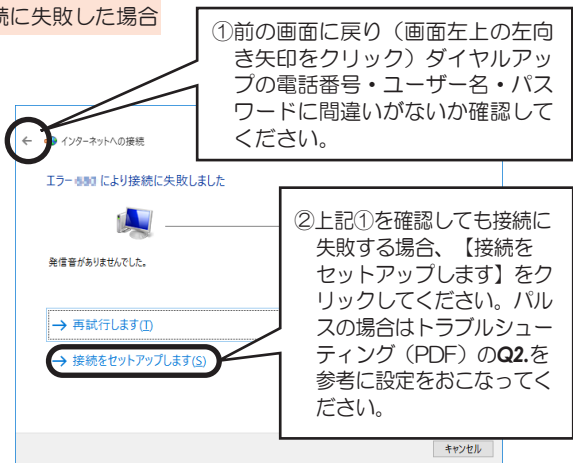 続に失敗した場合
①前の画面に戻り（画面左上の左向
き矢印をクリック）ダイヤルアッ
プの電話番号・ユーザー名・パス
ワードに間違いがないか確認して
ください。
← インターネットへの接続
エラー により接続に失敗しました
発信音がありませんでした。
→ 再試行します(T)
→ 接続をセットアップします(S)
②上記①を確認しても接続に
失敗する場合、【接続を
セットアップします】をク
リックしてください。パル
スの場合はトラブルシュー
ティング（PDF）のQ2.を
参考に設定をおこなってく
ださい。
キャンセル